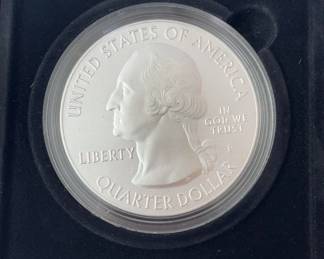 UNITED STATES OF AMERICA
LIBERTY
IN
GOD WE
TRUST
P
QUARTER DOLLAR